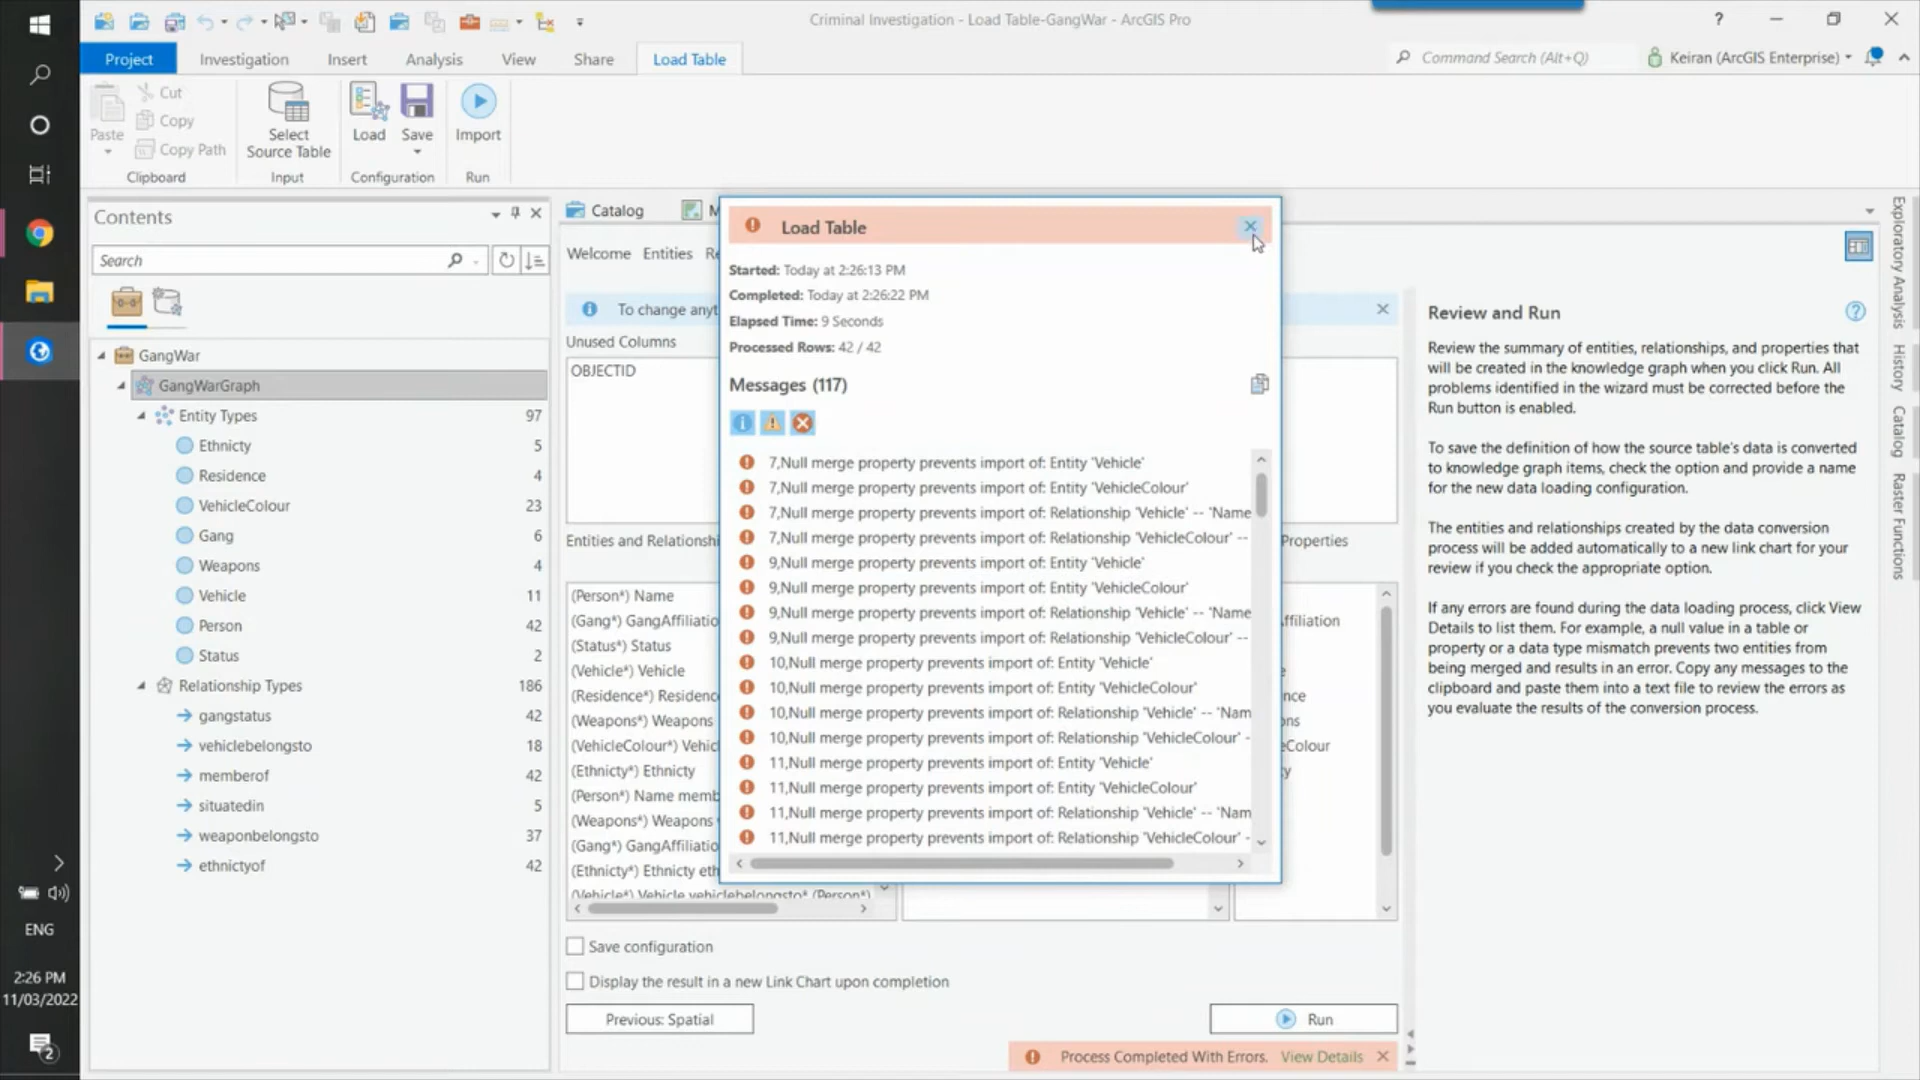 Criminal Investigation - Load Table-GangWar - ArcGIS Pro
?
Project
Investigation
Insert
Analysis
View
Share
Load Table
Command Search (Alt+Q)
Keiran (ArcGIS Enterprise)
Paste
Cut
Copy
Copy Path
Clipboard
Select
Source Table
Input
Load
Save
Configuration
Import
Run
Contents
Search
GangWar
GangWarGraph
Entity Types 97
Ethnicty 5
Residence 4
VehicleColour 23
Gang 6
Weapons 4
Vehicle 11
Person 42
Status 2
Relationship Types 186
gangstatus 42
vehiclebelongsto 18
memberof 42
situatedin 5
weaponbelongsto 37
ethnictyof 42
Catalog
M
Welcome Entities Re
To change anyt
Unused Columns
OBJECTID
Entities and Relationshi
Properties
(Person*) Name
(Gang*) GangAffiliatio
(Status*) Status
(Vehicle*) Vehicle
(Residence*) Residenc
(Weapons*) Weapons
(VehicleColour*) Vehic
(Ethnicty*) Ethnicty
(Person*) Name memb
(Weapons*) Weapons
(Gang*) GangAffiliatio
(Ethnicty*) Ethnicty eth
(Vehicle*) Vehicle vehiclebelongsto* (Person*)
ffiliation
e
nce
ons
eColour
y
Load Table
Started: Today at 2:26:13 PM
Completed: Today at 2:26:22 PM
Elapsed Time: 9 Seconds
Processed Rows: 42 / 42
Messages (117)
7,Null merge property prevents import of: Entity 'Vehicle'
7,Null merge property prevents import of: Entity 'VehicleColour'
7,Null merge property prevents import of: Relationship 'Vehicle' -- 'Name
7,Null merge property prevents import of: Relationship 'VehicleColour' --
9,Null merge property prevents import of: Entity 'Vehicle'
9,Null merge property prevents import of: Entity 'VehicleColour'
9,Null merge property prevents import of: Relationship 'Vehicle' -- 'Name
9,Null merge property prevents import of: Relationship 'VehicleColour' --
10,Null merge property prevents import of: Entity 'Vehicle'
10,Null merge property prevents import of: Entity 'VehicleColour'
10,Null merge property prevents import of: Relationship 'Vehicle' -- 'Nam
10,Null merge property prevents import of: Relationship 'VehicleColour' -
11,Null merge property prevents import of: Entity 'Vehicle'
11,Null merge property prevents import of: Entity 'VehicleColour'
11,Null merge property prevents import of: Relationship 'Vehicle' -- 'Nam
11,Null merge property prevents import of: Relationship 'VehicleColour' -
Save configuration
Display the result in a new Link Chart upon completion
Previous: Spatial
Run
Process Completed With Errors. View Details
Review and Run
Review the summary of entities, relationships, and properties that
will be created in the knowledge graph when you click Run. All
problems identified in the wizard must be corrected before the
Run button is enabled.
To save the definition of how the source table's data is converted
to knowledge graph items, check the option and provide a name
for the new data loading configuration.
The entities and relationships created by the data conversion
process will be added automatically to a new link chart for your
review if you check the appropriate option.
If any errors are found during the data loading process, click View
Details to list them. For example, a null value in a table or
property or a data type mismatch prevents two entities from
being merged and results in an error. Copy any messages to the
clipboard and paste them into a text file to review the errors as
you evaluate the results of the conversion process.
Exploratory Analysis
History
Catalog
Raster Functions
ENG
2:26 PM
11/03/2022
2